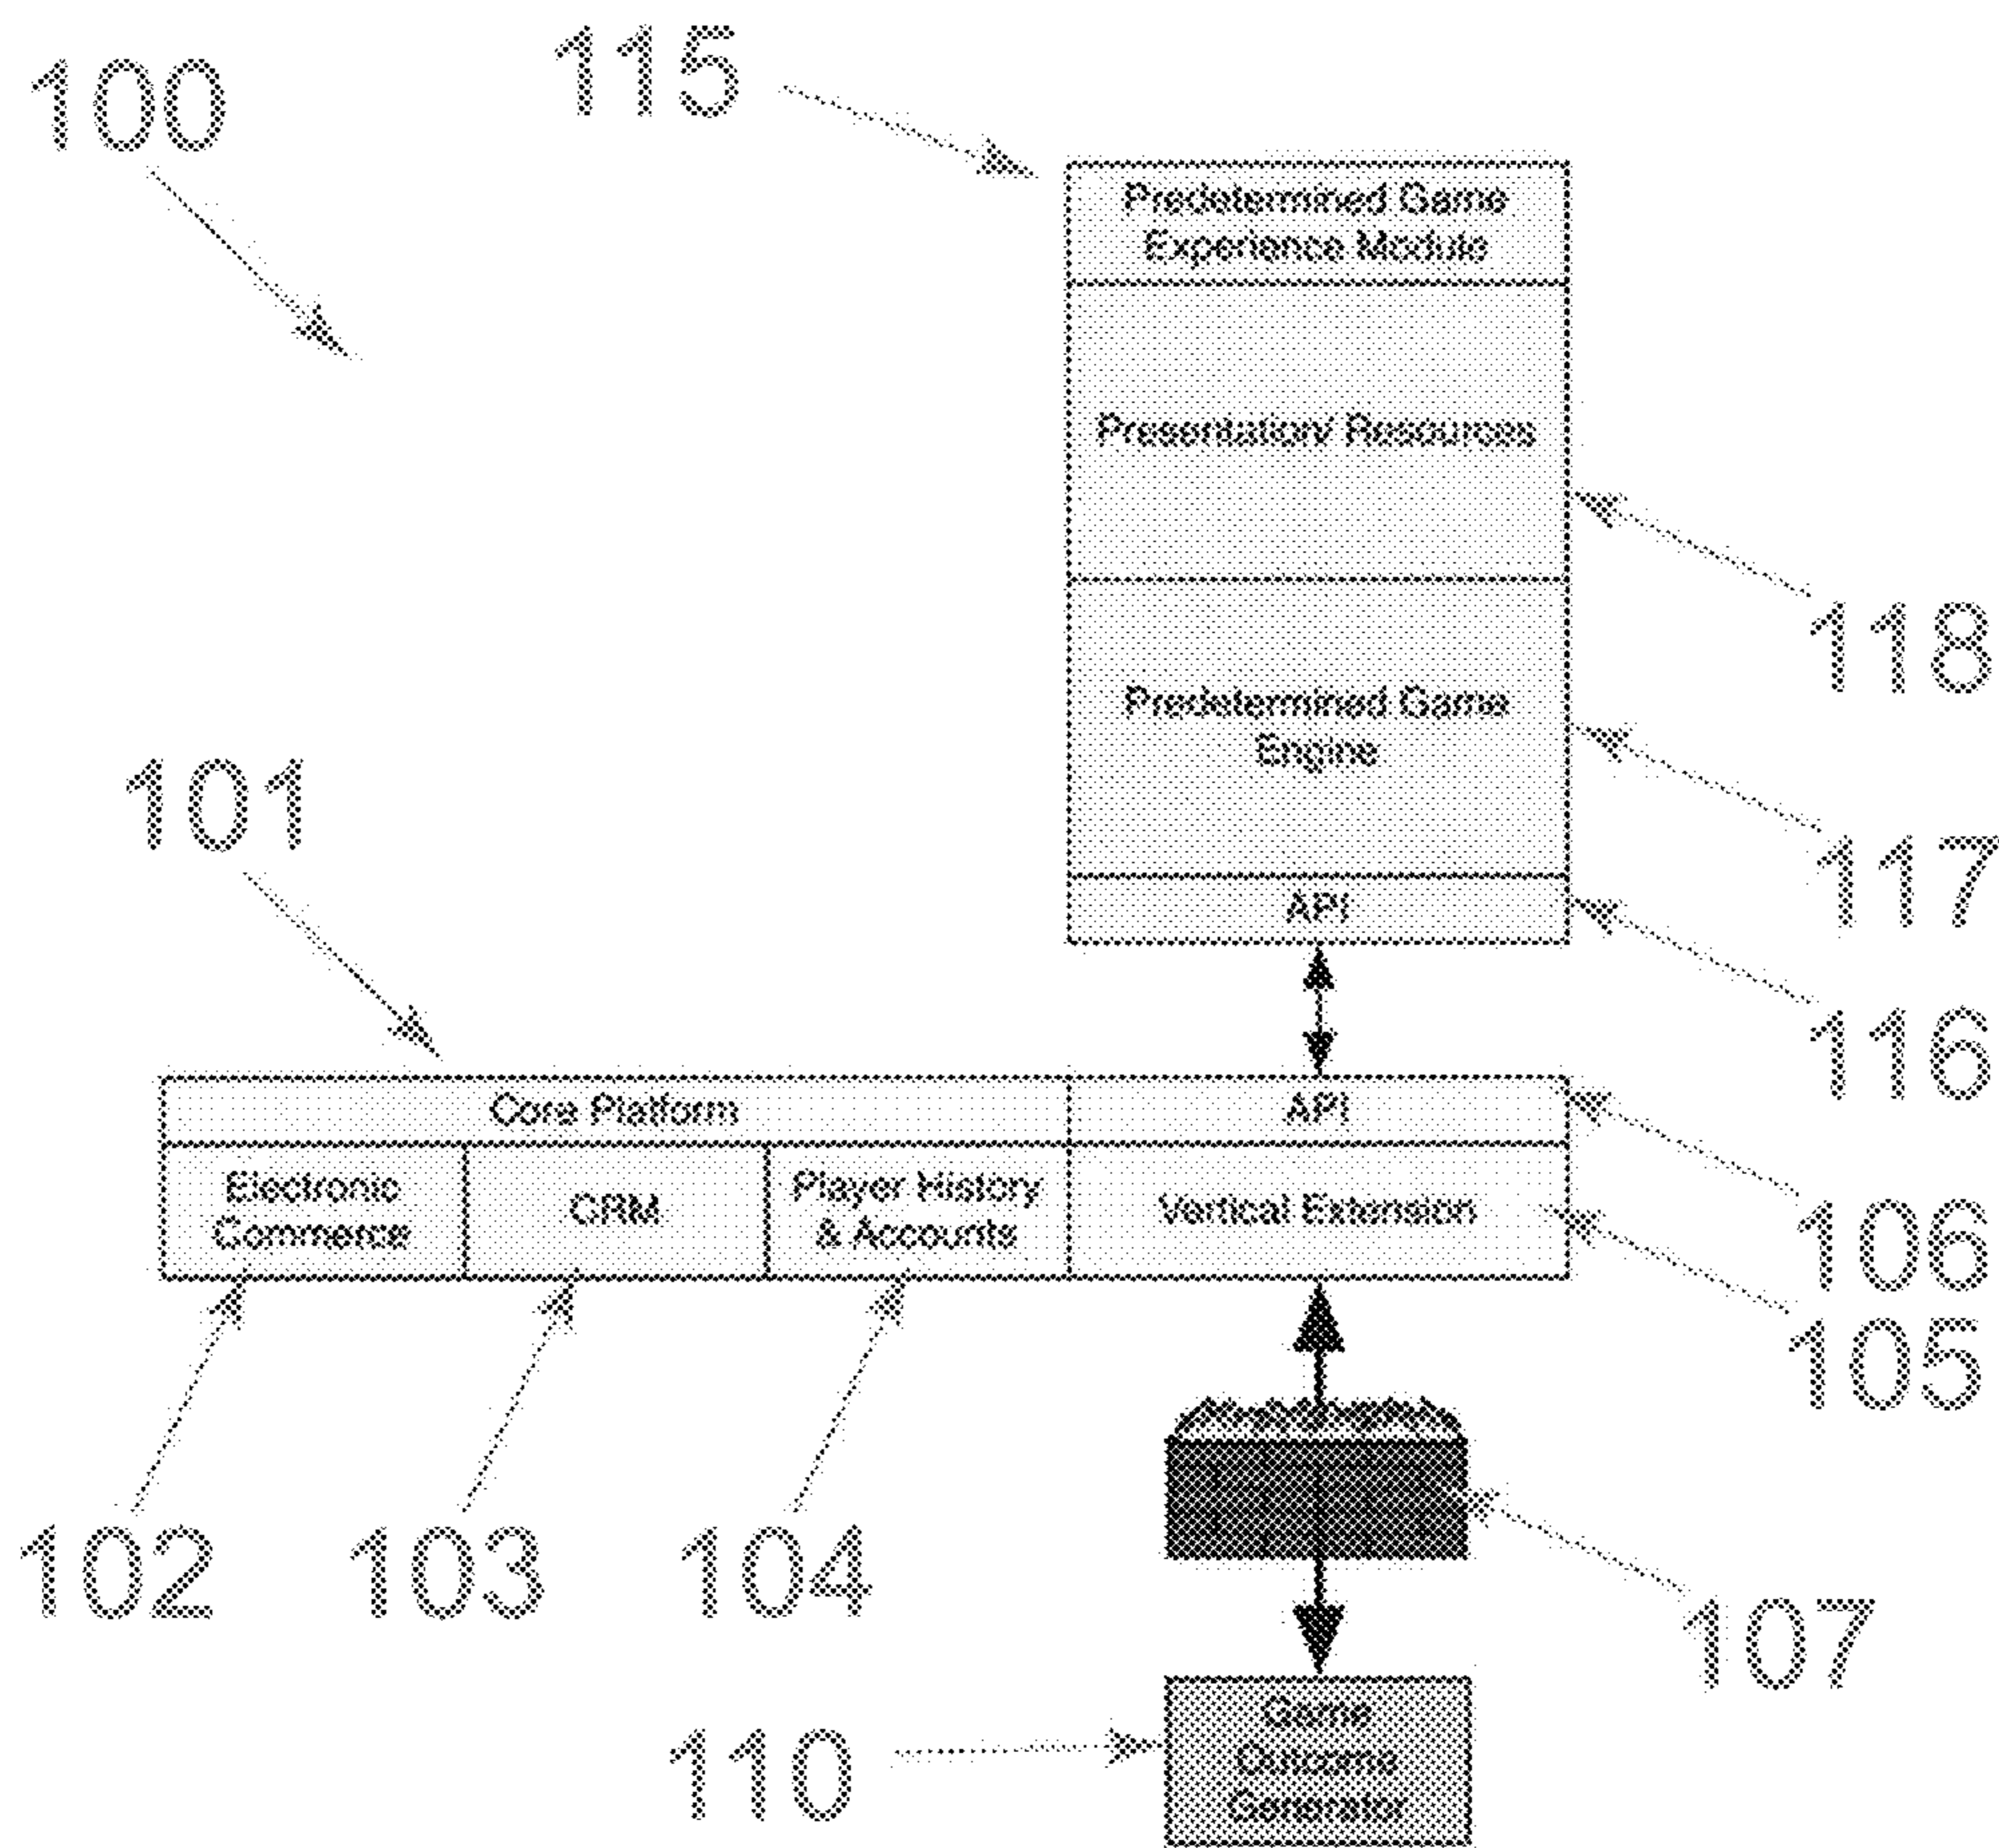 100
115
Predetermined Game
Experience Module
Presentation/ Resources
118
Predetermined Game
Engine
117
101
API
116
Core Platform
API
Electronic
Commerce
CRM
Player History
& Accounts
Vertical Extension
106
105
102
103
104
107
110
Game
Outcome
Generator